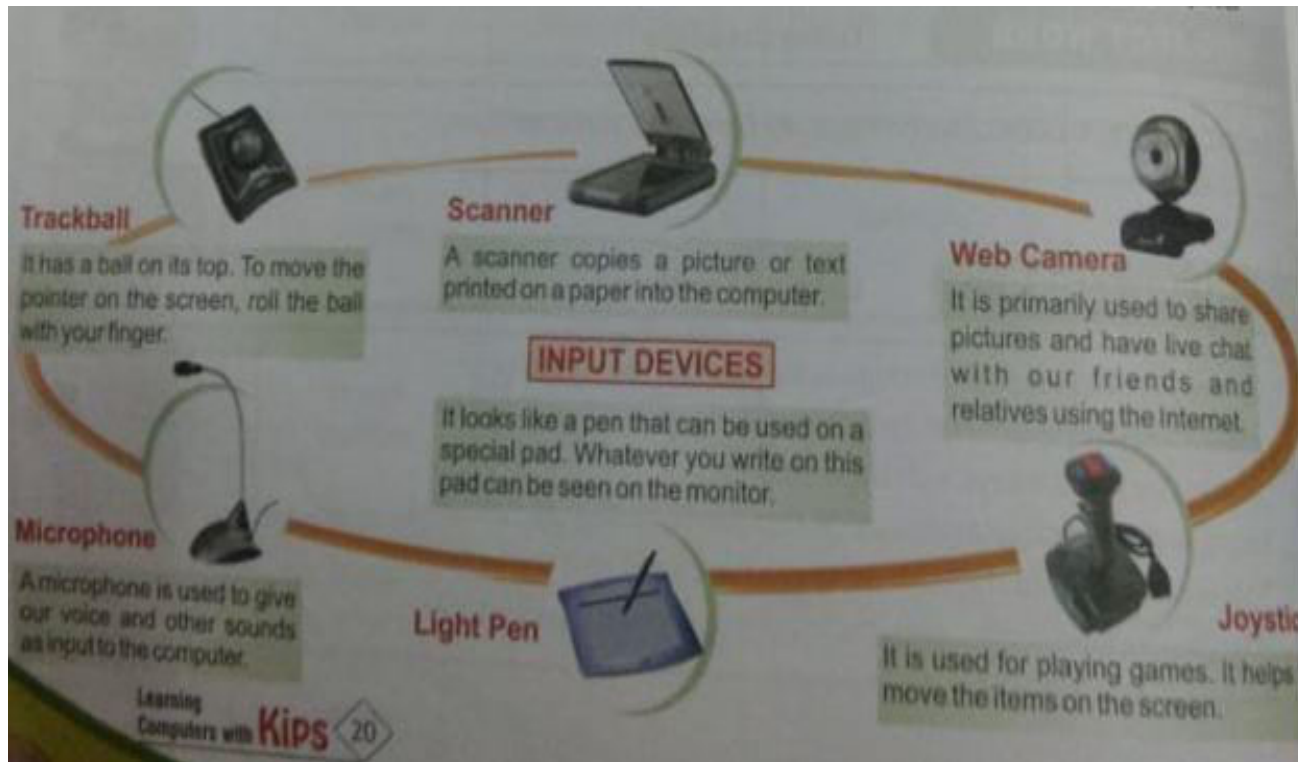 Trackball
It has a ball on its top. To move the
pointer on the screen, roll the ball
with your finger.
Scanner
A scanner copies a picture or text
printed on a paper into the computer.
Web Camera
It is primarily used to share
pictures and have live chat
with our friends and
relatives using the Internet.
INPUT DEVICES
It looks like a pen that can be used on a
special pad. Whatever you write on this
pad can be seen on the monitor.
Light Pen
Microphone
A microphone is used to give
our voice and other sounds
as input to the computer.
Joystic
It is used for playing games. It helps
move the items on the screen.
Learning
Computers with Kips 20